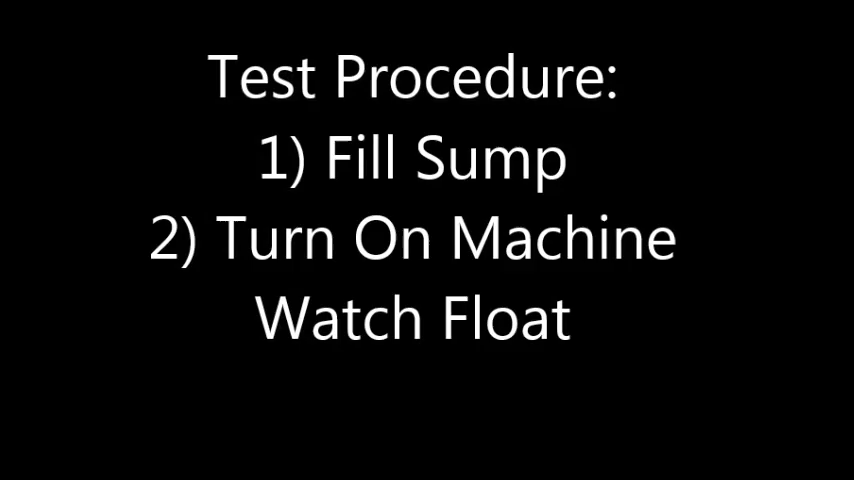 Test Procedure:
1) Fill Sump
2) Turn On Machine
Watch Float